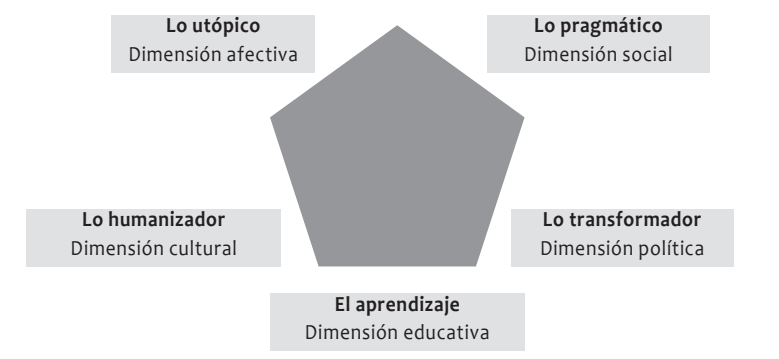 Lo utópico
Dimensión afectiva
Lo pragmático
Dimensión social
Lo humanizador
Dimensión cultural
Lo transformador
Dimensión política
El aprendizaje
Dimensión educativa